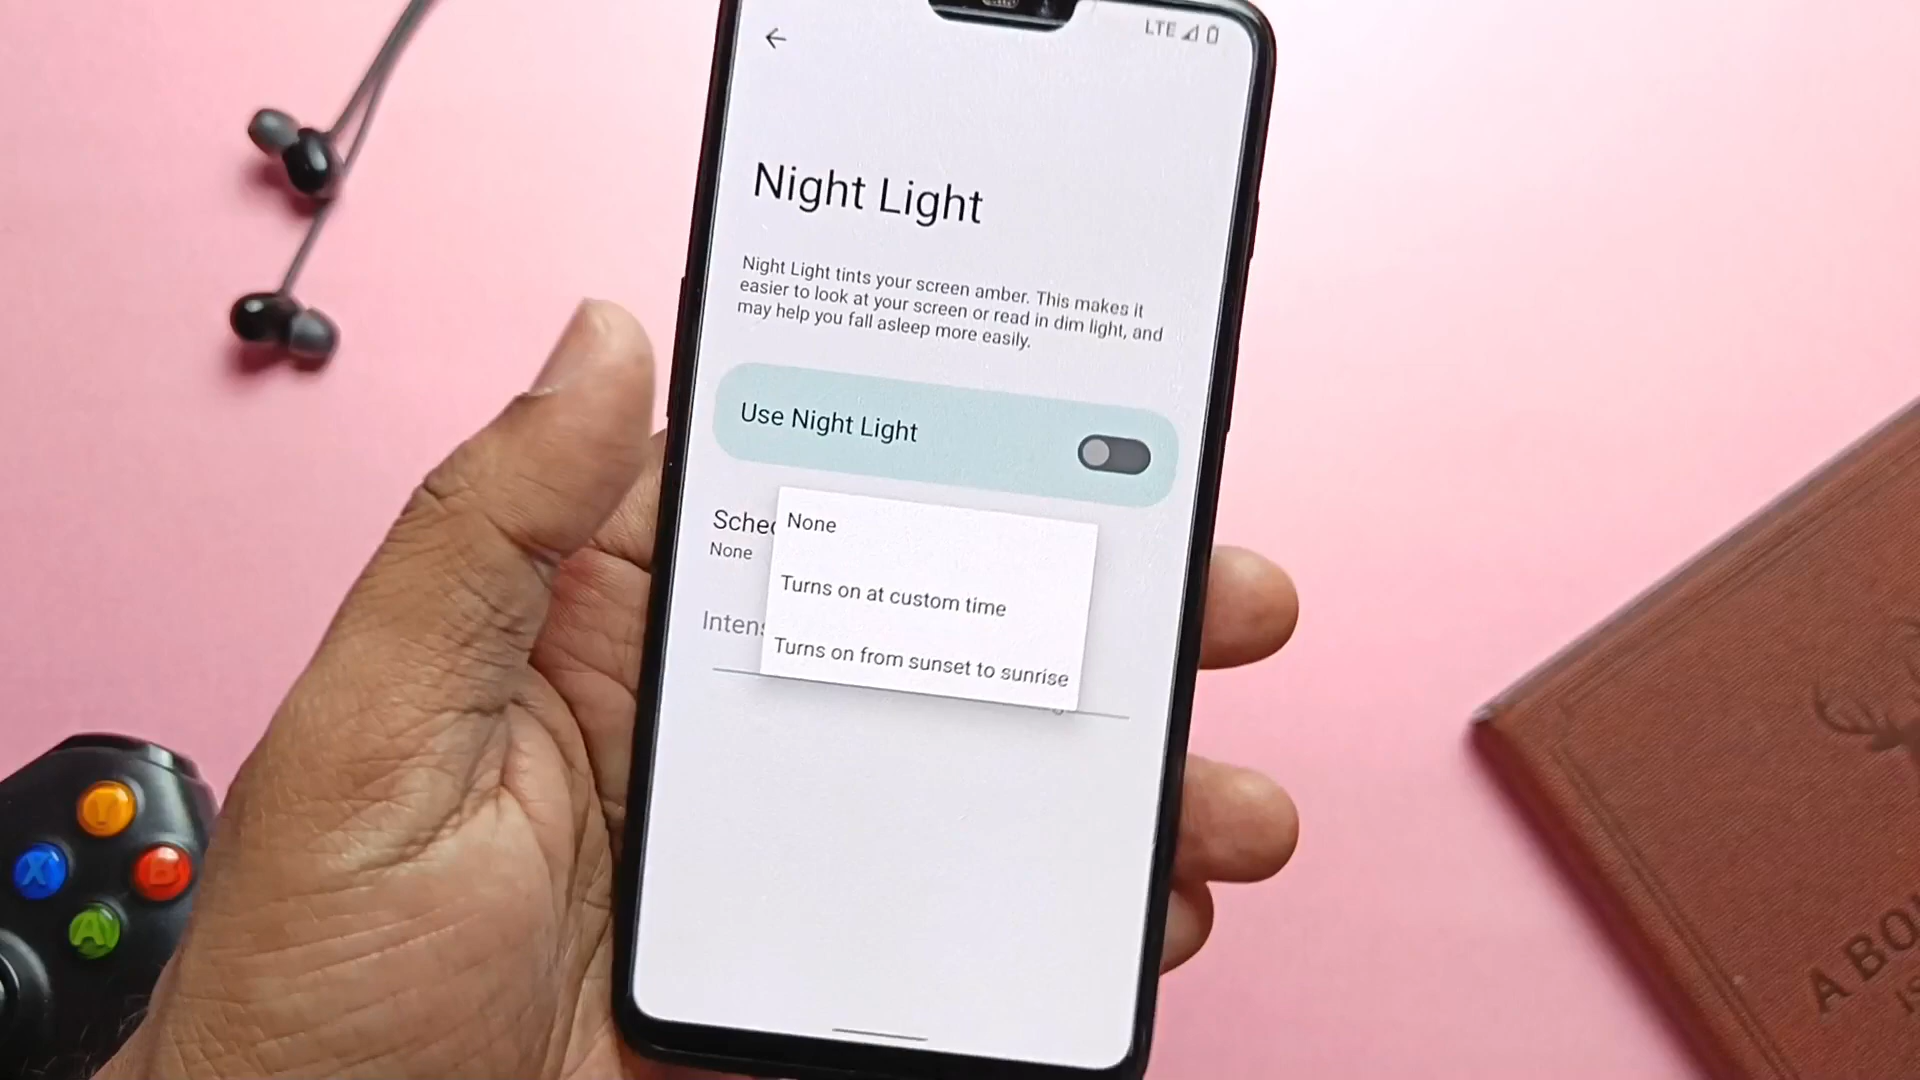 LTE
Night Light
Night Light tints your screen amber. This makes it
easier to look at your screen or read in dim light, and
may help you fall asleep more easily.
Use Night Light
None
None
Turns on at custom time
Turns on from sunset to sunrise
Y
X
B
A
A